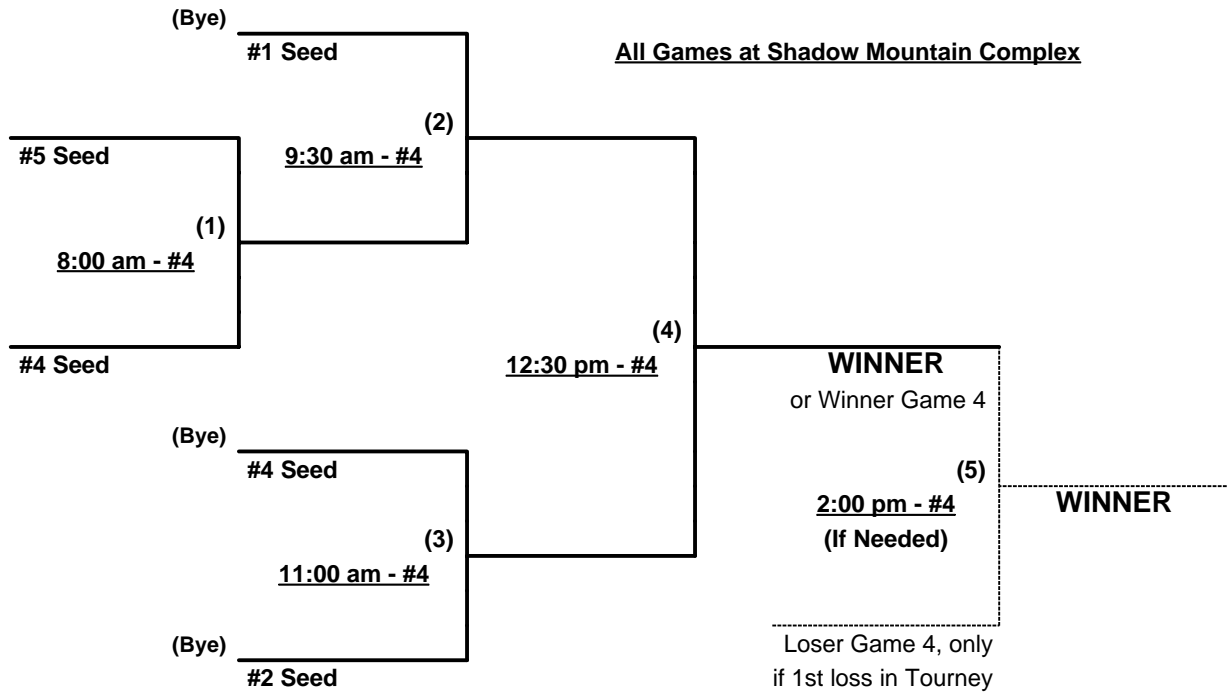 (Bye)
#1 Seed
All Games at Shadow Mountain Complex
(2)
#5 Seed
9:30 am - #4
(1)
8:00 am - #4
(4)
#4 Seed
12:30 pm - #4
WINNER
or Winner Game 4
(Bye)
#4 Seed
(5)
2:00 pm - #4
WINNER
(3)
(If Needed)
11:00 am - #4
(Bye)
Loser Game 4, only
#2 Seed
if 1st loss in Tourney